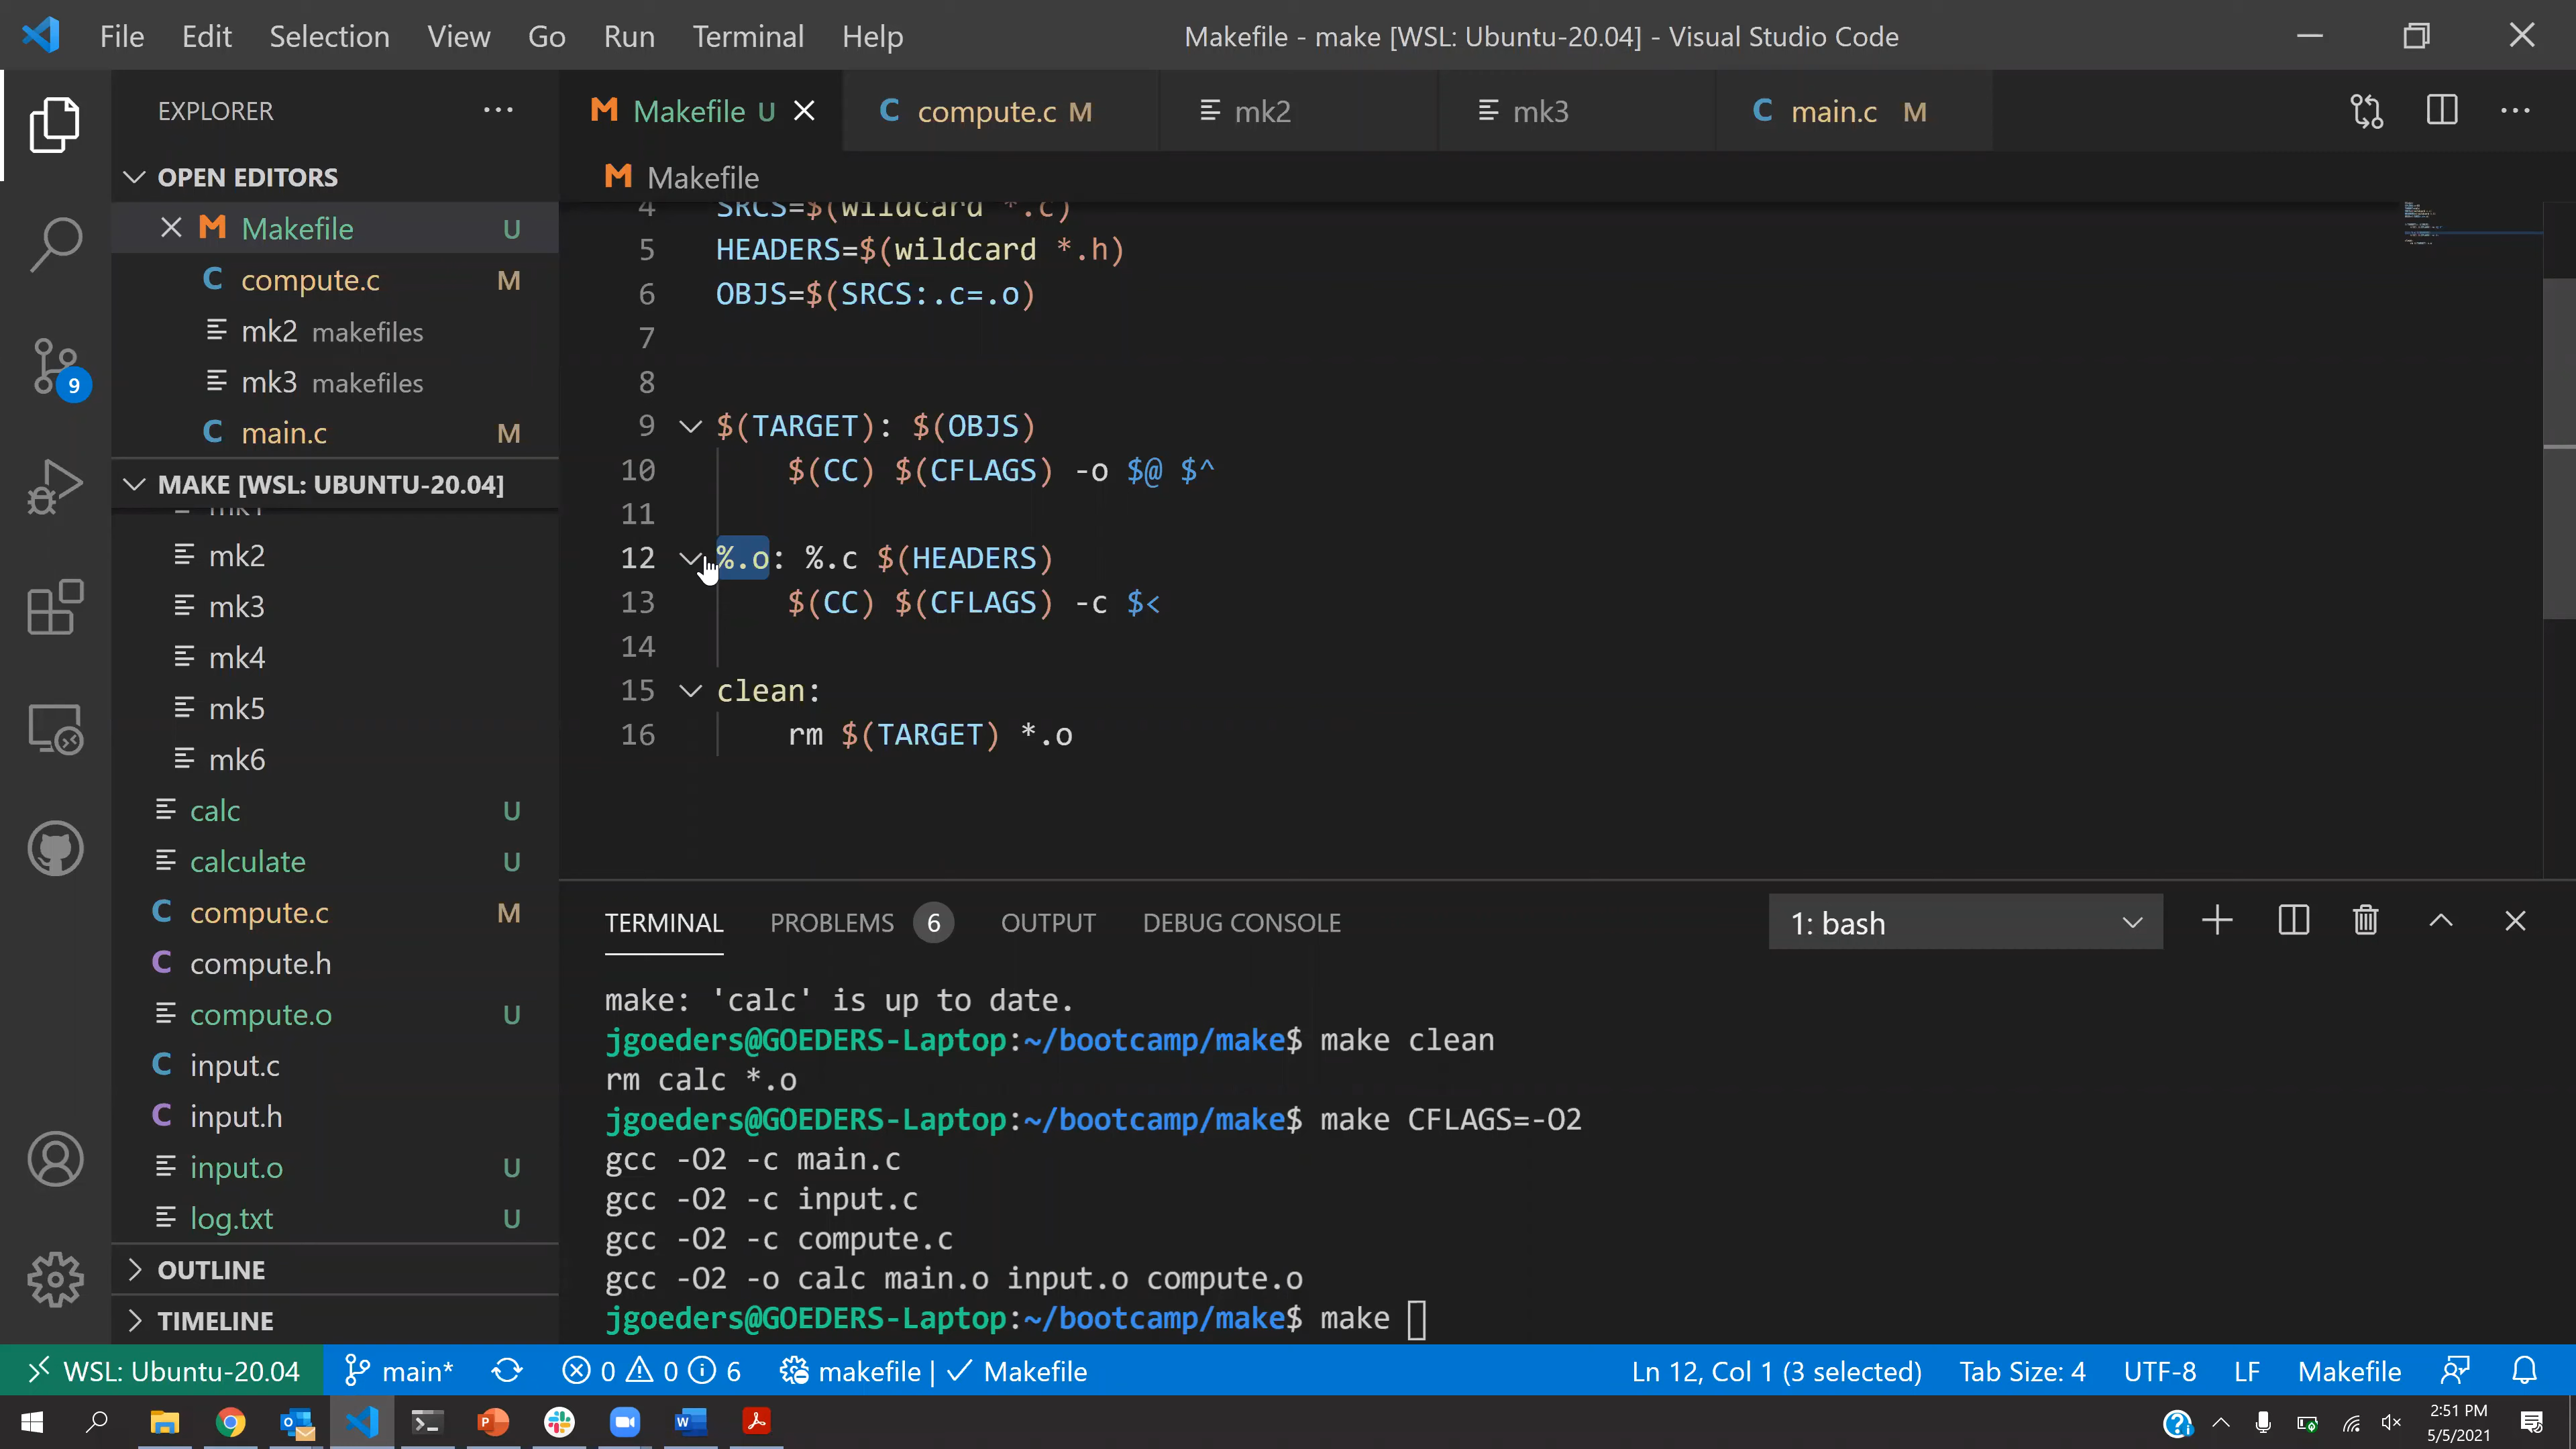 File Edit Selection View Go Run Terminal Help
Makefile - make [WSL: Ubuntu-20.04] - Visual Studio Code
EXPLORER
OPEN EDITORS
Makefile U
compute.c M
mk2 makefiles
mk3 makefiles
main.c M
MAKE [WSL: UBUNTU-20.04]
mk1
mk2
mk3
mk4
mk5
mk6
calc U
calculate U
compute.c M
compute.h
compute.o U
input.c
input.h
input.o U
log.txt U
OUTLINE
TIMELINE
9
Makefile U compute.c M mk2 mk3 main.c M
Makefile
4 SRCS=$(wildcard *.c)
5 HEADERS=$(wildcard *.h)
6 OBJS=$(SRCS:.c=.o)
7
8
9 $(TARGET): $(OBJS)
10 $(CC) $(CFLAGS) -o $@ $^
11
12 %.o: %.c $(HEADERS)
13 $(CC) $(CFLAGS) -c $<
14
15 clean:
16 rm $(TARGET) *.o
TERMINAL PROBLEMS 6 OUTPUT DEBUG CONSOLE
1: bash
make: 'calc' is up to date.
jgoeders@GOEDERS-Laptop:~/bootcamp/make$ make clean
rm calc *.o
jgoeders@GOEDERS-Laptop:~/bootcamp/make$ make CFLAGS=-O2
gcc -O2 -c main.c
gcc -O2 -c input.c
gcc -O2 -c compute.c
gcc -O2 -o calc main.o input.o compute.o
jgoeders@GOEDERS-Laptop:~/bootcamp/make$ make
WSL: Ubuntu-20.04 main* 0 0 6 makefile | ✓ Makefile
Ln 12, Col 1 (3 selected) Tab Size: 4 UTF-8 LF Makefile
2:51 PM
5/5/2021